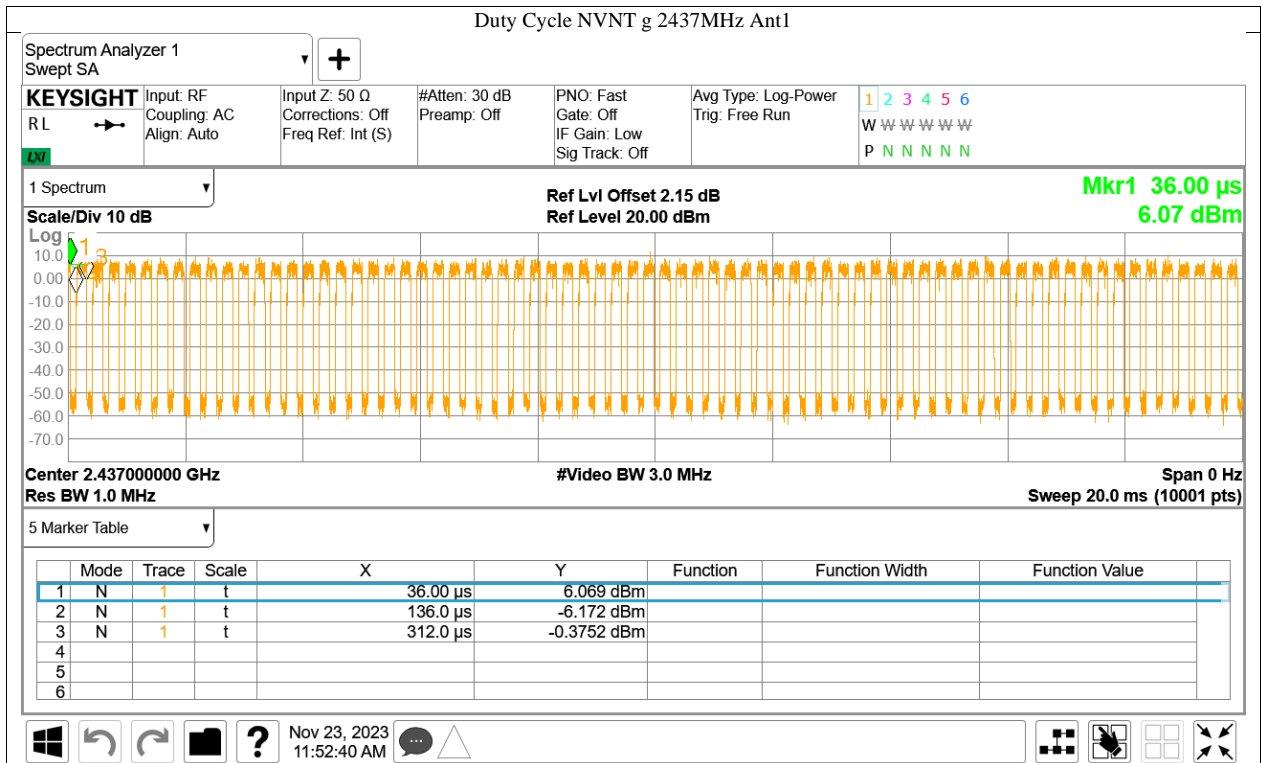 Duty Cycle NVNT g 2437MHz Ant1
Spectrum Analyzer 1
Swept SA
KEYSIGHT
R L
LXI
Input: RF
Coupling: AC
Align: Auto
Input Z: 50 Ω
Corrections: Off
Freq Ref: Int (S)
#Atten: 30 dB
Preamp: Off
PNO: Fast
Gate: Off
IF Gain: Low
Sig Track: Off
Avg Type: Log-Power
Trig: Free Run
1 2 3 4 5 6
W W W W W W
P N N N N N
1 Spectrum
Scale/Div 10 dB
Ref Lvl Offset 2.15 dB
Ref Level 20.00 dBm
Mkr1 36.00 µs
6.07 dBm
Log
1
3
10.0
0.00
-10.0
-20.0
-30.0
-40.0
-50.0
-60.0
-70.0
Center 2.437000000 GHz
#Video BW 3.0 MHz
Span 0 Hz
Res BW 1.0 MHz
Sweep 20.0 ms (10001 pts)
5 Marker Table
Mode Trace Scale X Y Function Function Width Function Value
1 N 1 t 36.00 µs 6.069 dBm
2 N 1 t 136.0 µs -6.172 dBm
3 N 1 t 312.0 µs -0.3752 dBm
4
5
6
?
Nov 23, 2023
11:52:40 AM